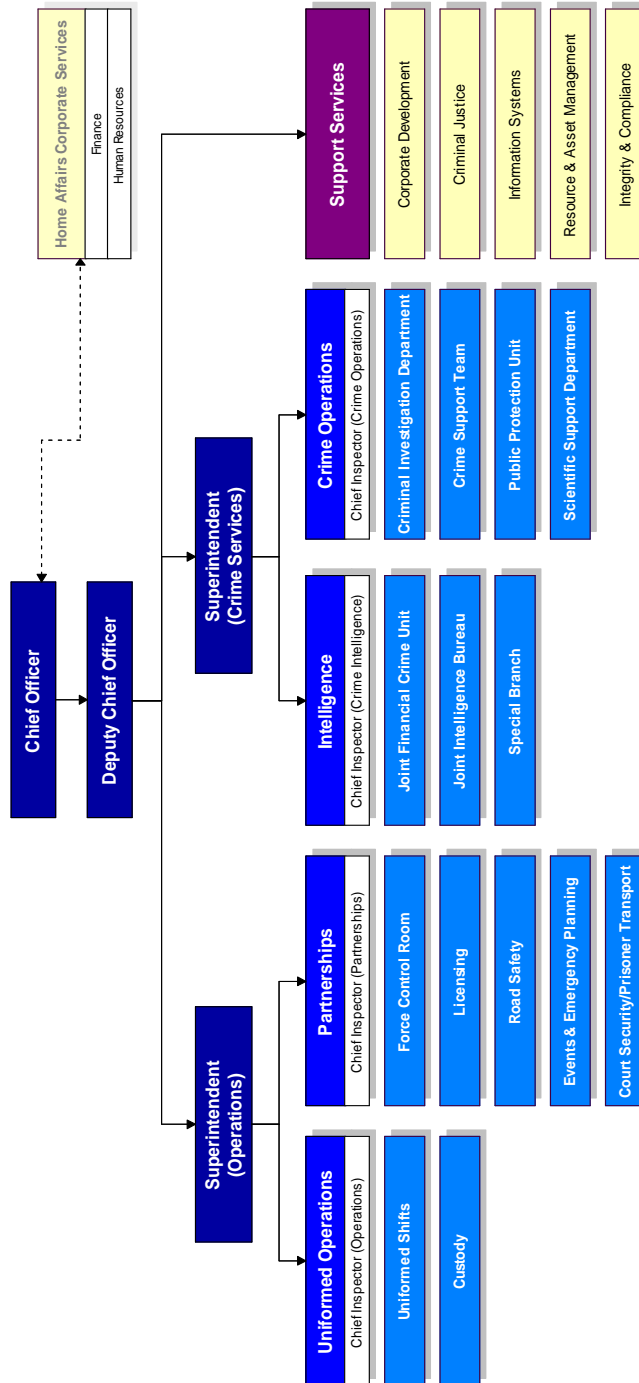 Chief Officer
Home Affairs Corporate Services
Finance
Human Resources
Deputy Chief Officer
Superintendent
(Operations)
Superintendent
(Crime Services)
Uniformed Operations
Chief Inspector (Operations)
Uniformed Shifts
Custody
Partnerships
Chief Inspector (Partnerships)
Force Control Room
Licensing
Road Safety
Events & Emergency Planning
Court Security/Prisoner Transport
Intelligence
Chief Inspector (Crime Intelligence)
Joint Financial Crime Unit
Joint Intelligence Bureau
Special Branch
Crime Operations
Chief Inspector (Crime Operations)
Criminal Investigation Department
Crime Support Team
Public Protection Unit
Scientific Support Department
Support Services
Corporate Development
Criminal Justice
Information Systems
Resource & Asset Management
Integrity & Compliance